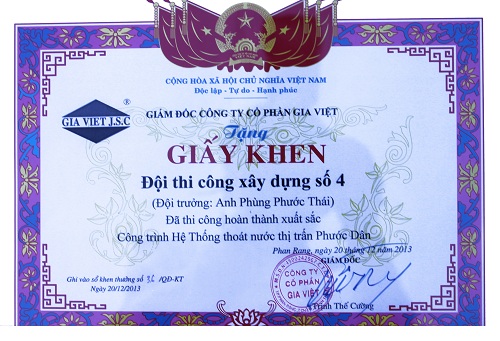 CỘNG HÒA XÃ HỘI CHỦ NGHĨA VIỆT NAM
Độc lập - Tự do - Hạnh phúc
GIA VIET J.S.C ®
GIÁM ĐỐC CÔNG TY CỔ PHẦN GIA VIỆT
Tặng
GIẤY KHEN
Đội thi công xây dựng số 4
(Đội trưởng: Anh Phùng Phước Thái)
Đã thi công hoàn thành xuất sắc
Công trình Hệ Thống thoát nước thị trấn Phước Dân
Phan Rang, ngày 20 tháng 12 năm 2013
GIÁM ĐỐC
CÔNG TY
CỔ PHẦN
GIA VIỆT
Ghi vào sổ khen thưởng số /QĐ-KT
Ngày 20/12/2013
Trịnh Thế Cường